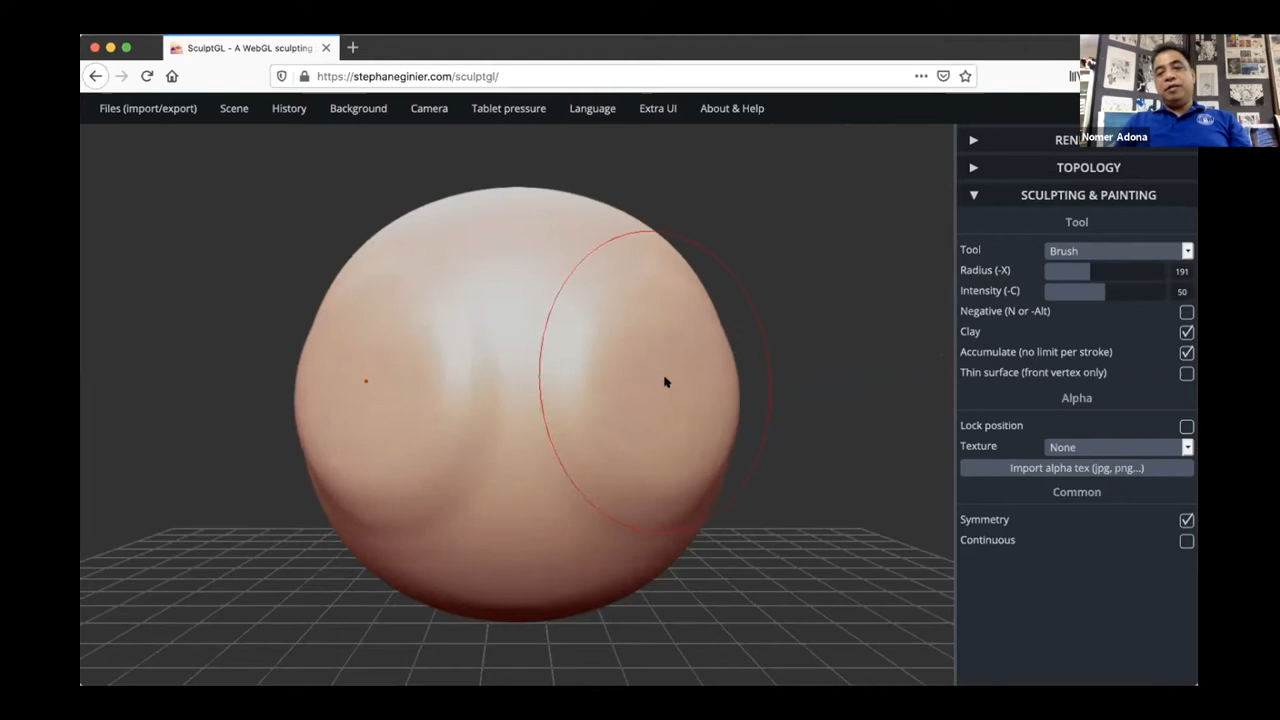 SculptGL - A WebGL sculpting
https://stephaneginier.com/sculptgl/
Nomer Adona
Files (import/export) Scene History Background Camera Tablet pressure Language Extra UI About & Help
REN
TOPOLOGY
SCULPTING & PAINTING
Tool
Tool Brush
Radius (-X) 191
Intensity (-C) 50
Negative (N or -Alt)
Clay
Accumulate (no limit per stroke)
Thin surface (front vertex only)
Alpha
Lock position
Texture None
Import alpha tex (jpg, png...)
Common
Symmetry
Continuous